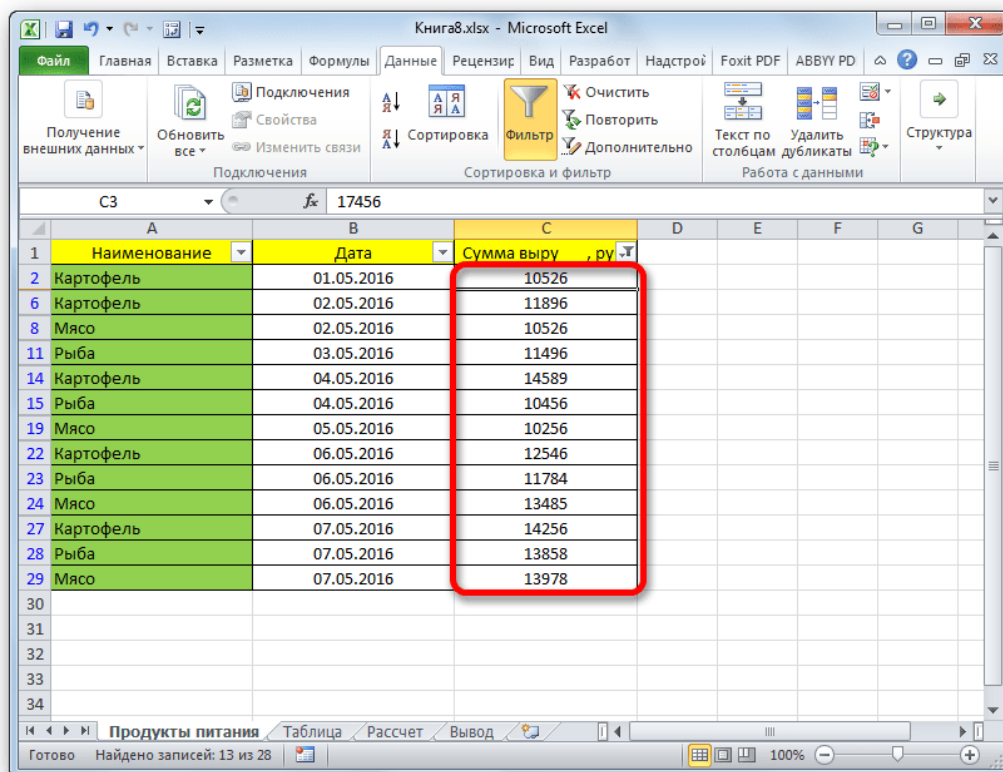 Книга8.xlsx - Microsoft Excel
Файл Главная Вставка Разметка Формулы Данные Рецензир Вид Разработ Надстрой Foxit PDF ABBYY PD
Получение внешних данных
Обновить все
Подключения
Свойства
Изменить связи
Подключения
Сортировка
Фильтр
Очистить
Повторить
Дополнительно
Сортировка и фильтр
Текст по столбцам
Удалить дубликаты
Работа с данными
Структура
C3 fx 17456
A B C D E F G
1 Наименование Дата Сумма выру , ру
2 Картофель 01.05.2016 10526
6 Картофель 02.05.2016 11896
8 Мясо 02.05.2016 10526
11 Рыба 03.05.2016 11496
14 Картофель 04.05.2016 14589
15 Рыба 04.05.2016 10456
19 Мясо 05.05.2016 10256
22 Картофель 06.05.2016 12546
23 Рыба 06.05.2016 11784
24 Мясо 06.05.2016 13485
27 Картофель 07.05.2016 14256
28 Рыба 07.05.2016 13858
29 Мясо 07.05.2016 13978
30
31
32
33
34
Продукты питания Таблица Рассчет Вывод
Готово Найдено записей: 13 из 28 100%